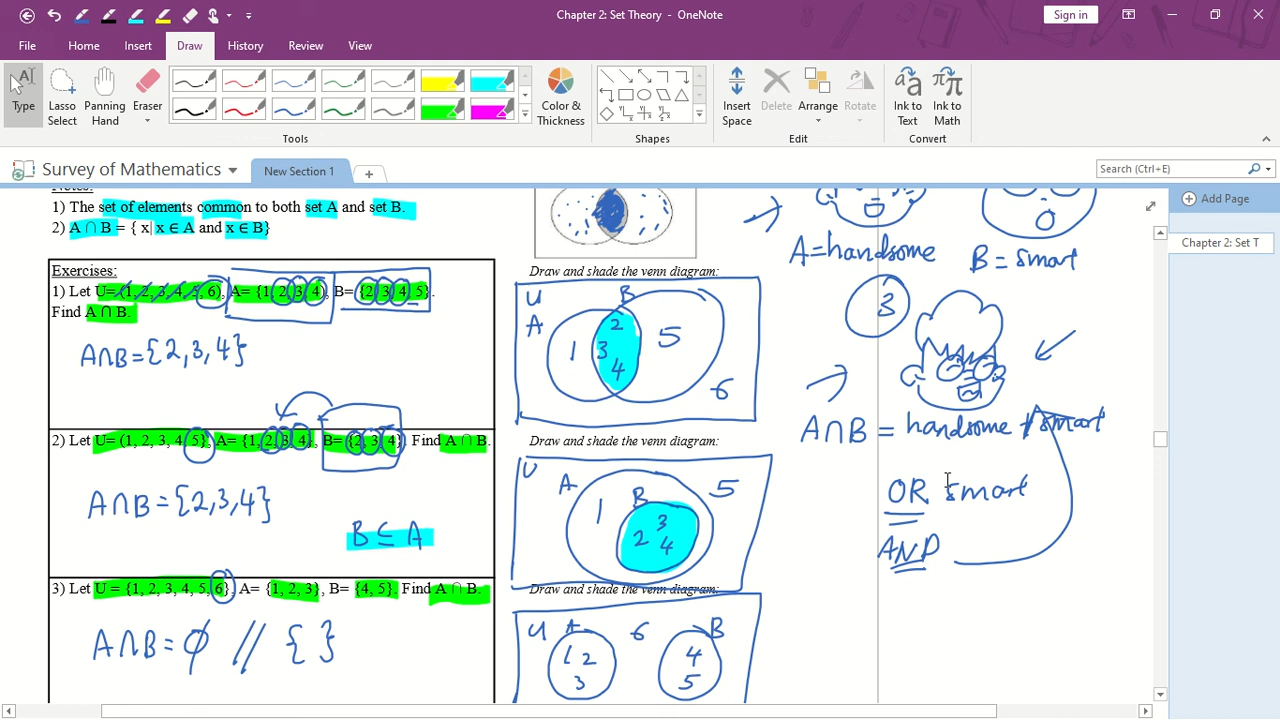 Chapter 2: Set Theory - OneNote
Sign in
File Home Insert Draw History Review View
Type
Lasso Select
Panning Hand
Eraser
Color & Thickness
Insert Space
Delete
Arrange
Rotate
Ink to Text
Ink to Math
Tools
Shapes
Edit
Convert
Survey of Mathematics
New Section 1
Search (Ctrl+E)
Add Page
Chapter 2: Set T
Notes:
1) The set of elements common to both set A and set B.
2) A ∩ B = { x| x ∈ A and x ∈ B}
A=handsome
B = smart
Exercises:
1) Let U= (1, 2, 3, 4, 5, 6), A= {1, 2, 3, 4}, B= {2, 3, 4, 5}.
Find A ∩ B.
A∩B={2,3,4}
Draw and shade the venn diagram:
U
A
B
1
2
3
4
5
6
3
A∩B = handsome + smart
OR smart
AND
2) Let U= (1, 2, 3, 4, 5}, A= {1, 2, 3, 4}, B= {2, 3, 4}. Find A ∩ B.
A∩B={2,3,4}
B ⊆ A
Draw and shade the venn diagram:
U
A
B
1
5
3
2 4
3) Let U = {1, 2, 3, 4, 5, 6}, A= {1, 2, 3}, B= {4, 5}. Find A ∩ B.
A∩B= ∅ // { }
Draw and shade the venn diagram:
U A 6 B
1 2
3
4
5